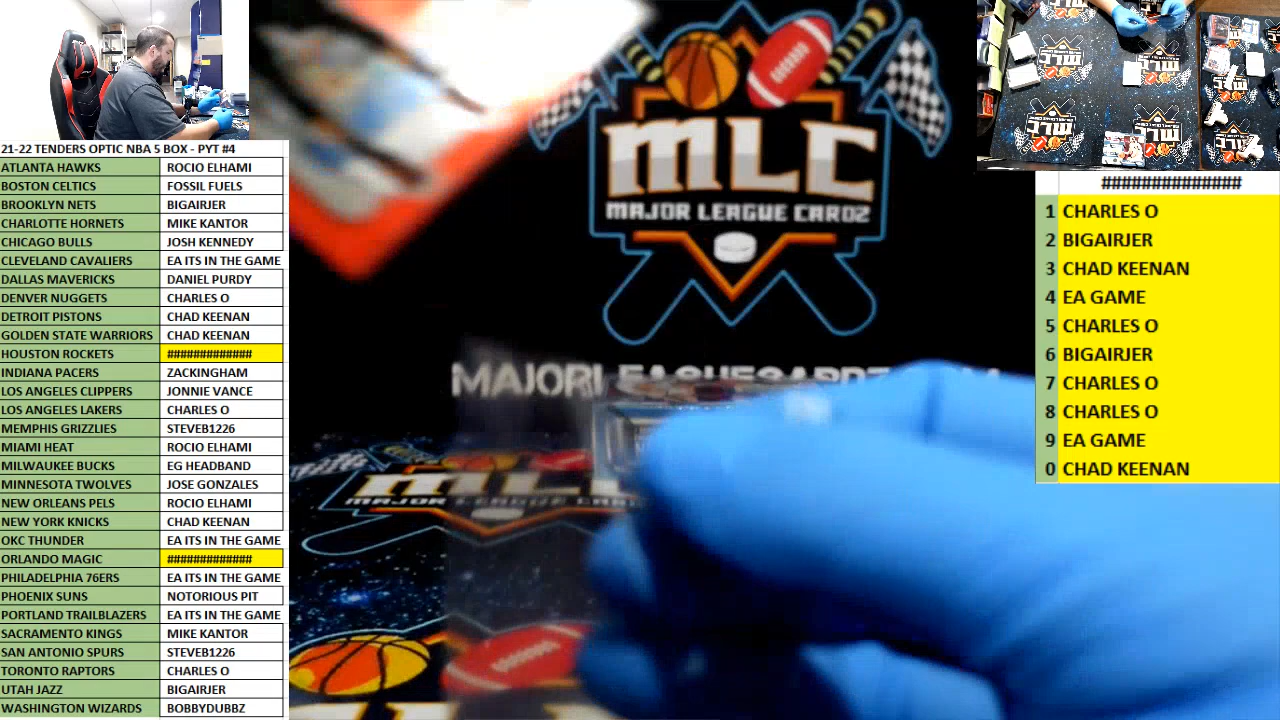 21-22 TENDERS OPTIC NBA 5 BOX - PYT #4
ATLANTA HAWKS ROCIO ELHAMI
BOSTON CELTICS FOSSIL FUELS
BROOKLYN NETS BIGAIRJER
CHARLOTTE HORNETS MIKE KANTOR
CHICAGO BULLS JOSH KENNEDY
CLEVELAND CAVALIERS EA ITS IN THE GAME
DALLAS MAVERICKS DANIEL PURDY
DENVER NUGGETS CHARLES O
DETROIT PISTONS CHAD KEENAN
GOLDEN STATE WARRIORS CHAD KEENAN
HOUSTON ROCKETS #############
INDIANA PACERS ZACKINGHAM
LOS ANGELES CLIPPERS JONNIE VANCE
LOS ANGELES LAKERS CHARLES O
MEMPHIS GRIZZLIES STEVEB1226
MIAMI HEAT ROCIO ELHAMI
MILWAUKEE BUCKS EG HEADBAND
MINNESOTA TWOLVES JOSE GONZALES
NEW ORLEANS PELS ROCIO ELHAMI
NEW YORK KNICKS CHAD KEENAN
OKC THUNDER EA ITS IN THE GAME
ORLANDO MAGIC #############
PHILADELPHIA 76ERS EA ITS IN THE GAME
PHOENIX SUNS NOTORIOUS PIT
PORTLAND TRAILBLAZERS EA ITS IN THE GAME
SACRAMENTO KINGS MIKE KANTOR
SAN ANTONIO SPURS STEVEB1226
TORONTO RAPTORS CHARLES O
UTAH JAZZ BIGAIRJER
WASHINGTON WIZARDS BOBBYDUBBZ
MLC
MAJOR LEAGUE CARDZ
MAJOR LEAGUE
##############
1 CHARLES O
2 BIGAIRJER
3 CHAD KEENAN
4 EA GAME
5 CHARLES O
6 BIGAIRJER
7 CHARLES O
8 CHARLES O
9 EA GAME
0 CHAD KEENAN
MLC
MLC
MLC
MLC